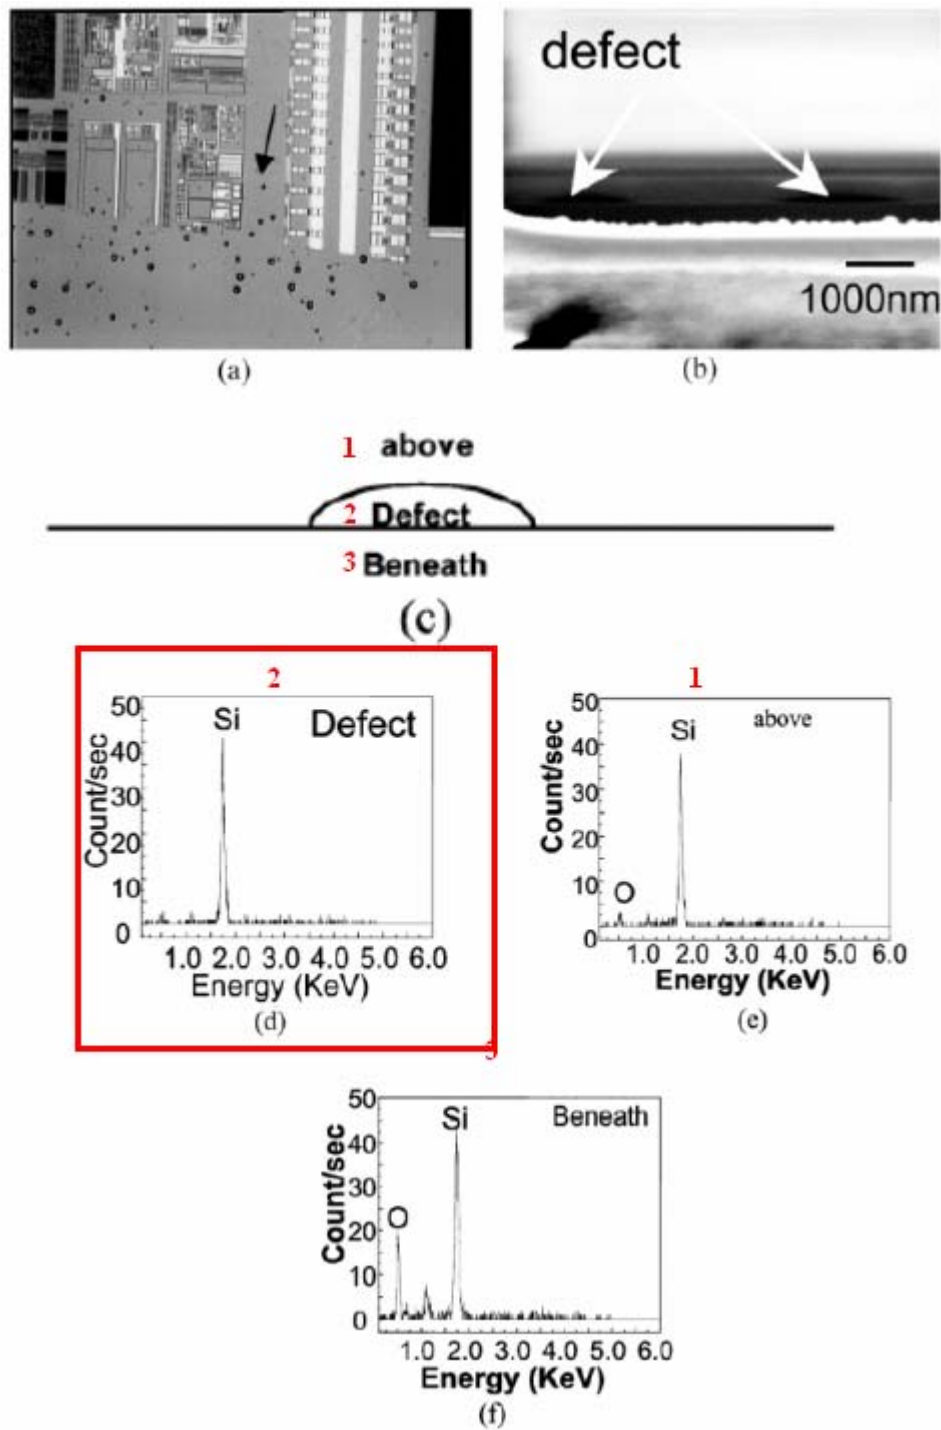 defect
1000nm
(a)
(b)
1 above
2 Defect
3 Beneath
(c)
2
50
40
30
20
10
0
Si
Defect
Count/sec
1.0 2.0 3.0 4.0 5.0 6.0
Energy (KeV)
(d)
1
50
40
30
20
10
0
Si
above
O
Count/sec
1.0 2.0 3.0 4.0 5.0 6.0
Energy (KeV)
(e)
3
50
40
30
20
10
0
Si
Beneath
O
Count/sec
1.0 2.0 3.0 4.0 5.0 6.0
Energy (KeV)
(f)